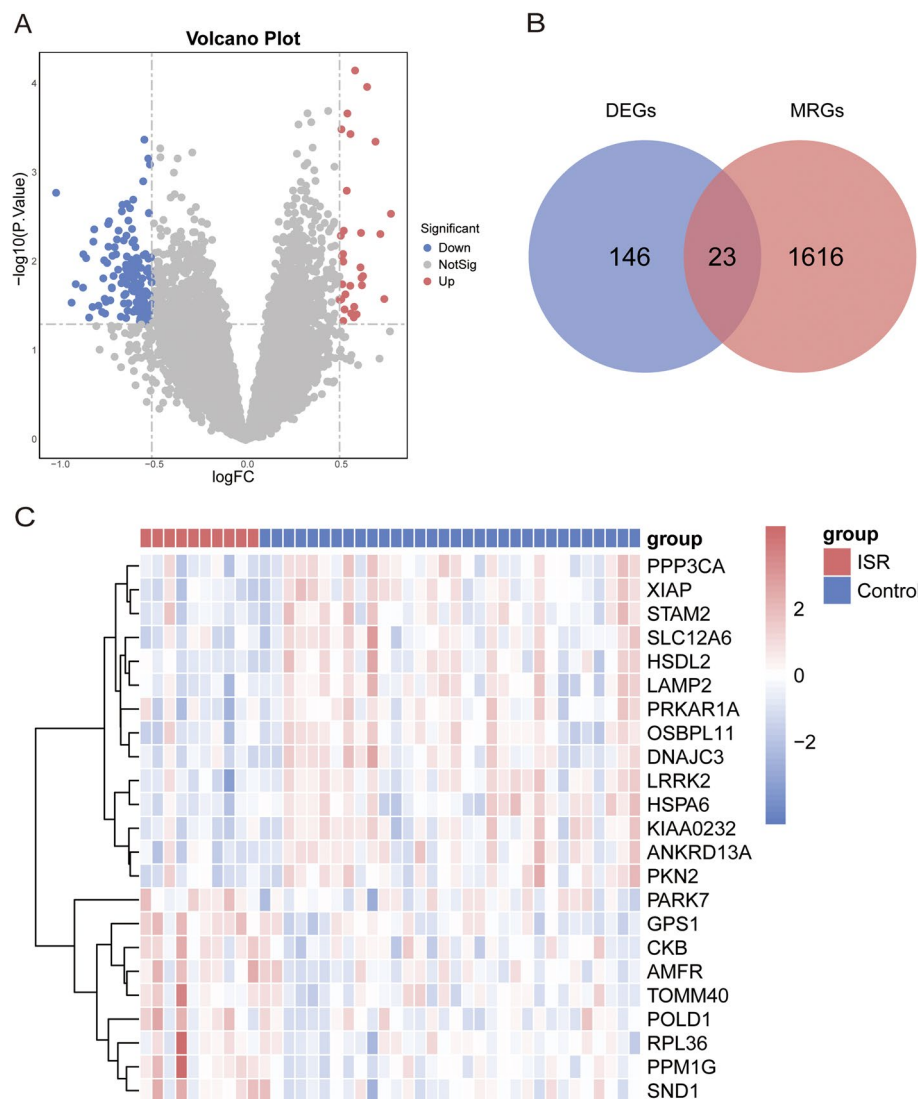 A
Volcano Plot
−log10(P.Value)
4
3
2
1
0
−1.0
−0.5
0.0
0.5
logFC
Significant
Down
NotSig
Up
B
DEGs
MRGs
146
23
1616
C
group
PPP3CA
XIAP
STAM2
SLC12A6
HSDL2
LAMP2
PRKAR1A
OSBPL11
DNAJC3
LRRK2
HSPA6
KIAA0232
ANKRD13A
PKN2
PARK7
GPS1
CKB
AMFR
TOMM40
POLD1
RPL36
PPM1G
SND1
2
0
−2
group
ISR
Control